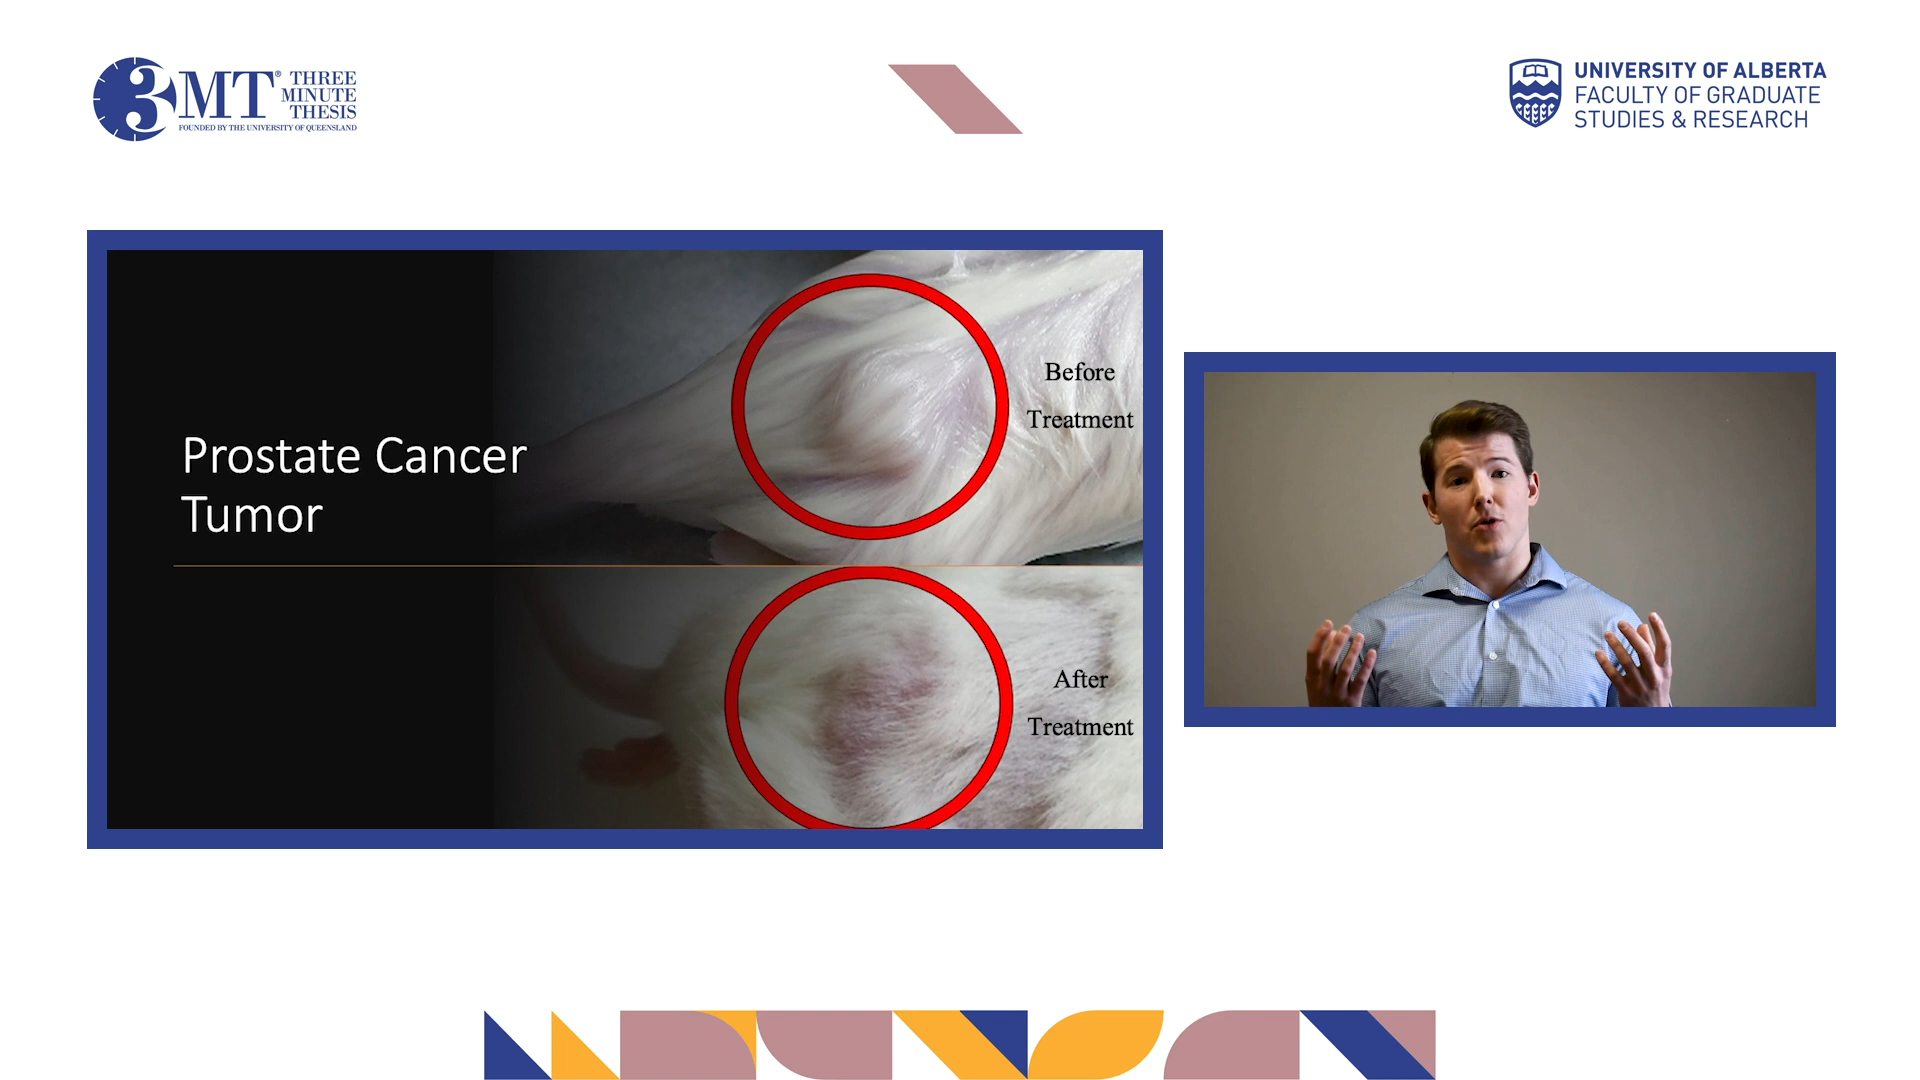 3MT® THREE
MINUTE
THESIS
FOUNDED BY THE UNIVERSITY OF QUEENSLAND
UNIVERSITY OF ALBERTA
FACULTY OF GRADUATE
STUDIES & RESEARCH
Prostate Cancer
Tumor
Before
Treatment
After
Treatment